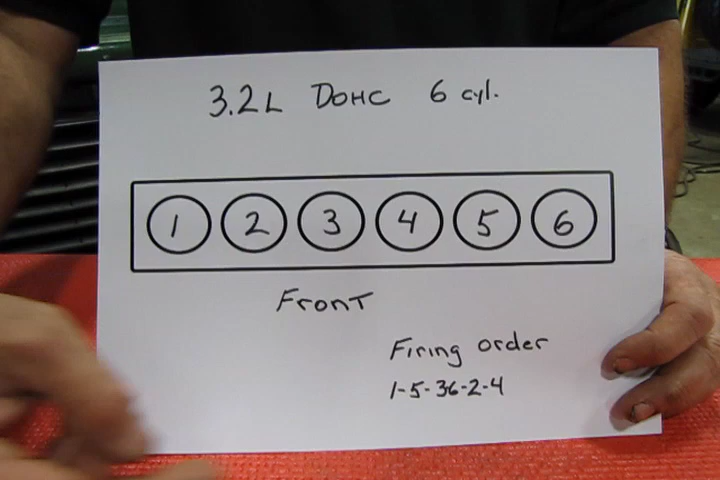 3.2L DOHC 6 cyl.
1 2 3 4 5 6
Front
Firing order
1-5-36-2-4